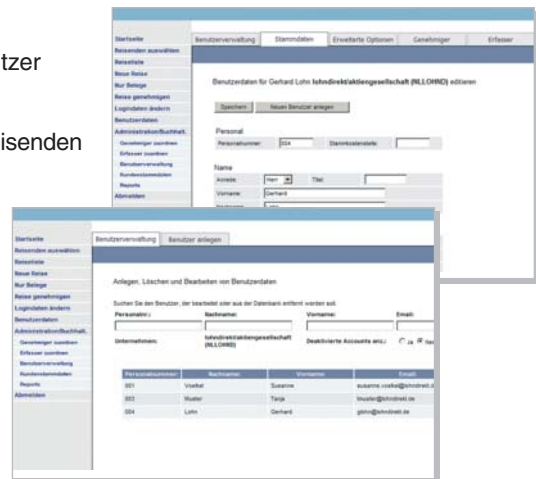 tzer
isenden
Startseite
Reisenden auswählen
Reiseliste
Neue Reise
Nur Belege
Reise genehmigen
Logindaten ändern
Benutzerdaten
Administration/Buchhalt.
Genehmiger zuordnen
Erfasser zuordnen
Benutzerverwaltung
Kundenstammdaten
Reports
Abmelden
Benutzerverwaltung Stammdaten Erweiterte Optionen Genehmiger Erfasser
Benutzerdaten für Gerhard Lohn lohndirekt/aktiengesellschaft (NLLOHND) editieren
Speichern Neuen Benutzer anlegen
Personal
Personalnummer: 004 Stammkostenstelle:
Name
Anrede: Herr Titel:
Vorname: Gerhard
Startseite
Reisenden auswählen
Reiseliste
Neue Reise
Nur Belege
Reise genehmigen
Logindaten ändern
Benutzerdaten
Administration/Buchhalt.
Genehmiger zuordnen
Erfasser zuordnen
Benutzerverwaltung
Kundenstammdaten
Reports
Abmelden
Benutzerverwaltung Benutzer anlegen
Anlegen, Löschen und Bearbeiten von Benutzerdaten
Suchen Sie den Benutzer, der bearbeitet oder aus der Datenbank entfernt werden soll.
Personalnr.: Nachname: Vorname: Email:
Unternehmen: lohndirekt/aktiengesellschaft (NLLOHND) Deaktivierte Accounts anz.: Ja
Personalnummer: Nachname: Vorname: Email:
001 Voelkel Susanne susanne.voelkel@lohndirekt.d
003 Muster Tanja tmuster@lohndirekt.de
004 Lohn Gerhard glohn@lohndirekt.de